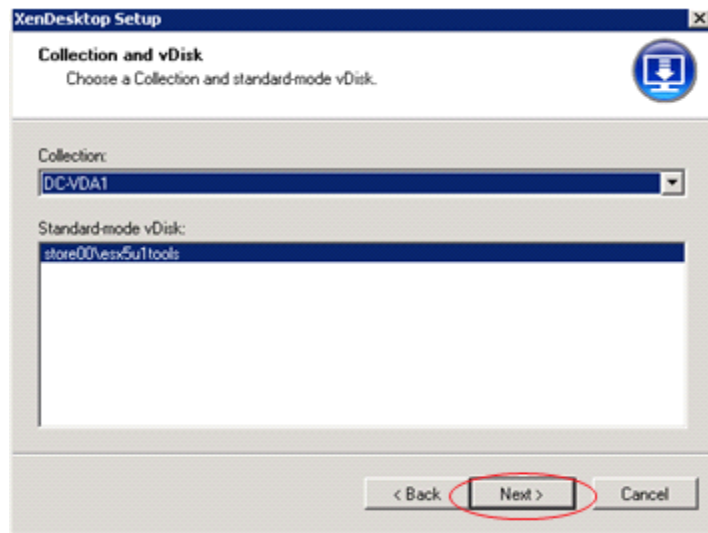 XenDesktop Setup
Collection and vDisk
Choose a Collection and standard-mode vDisk.
Collection:
DC-VDA1
Standard-mode vDisk:
store00\esx5u1tools
< Back Next > Cancel